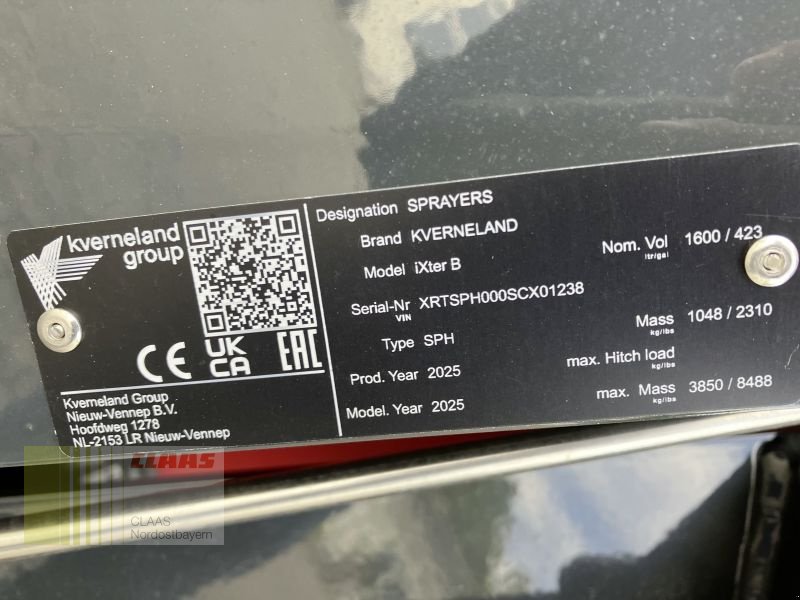 kverneland
group
CE
UK
CA
EAC
Kverneland Group
Nieuw-Vennep B.V.
Hoofdweg 1278
NL-2153 LR Nieuw-Vennep
Designation SPRAYERS
Brand KVERNELAND
Model iXter B
Serial-Nr XRTSPH000SCX01238
VIN
Type SPH
Prod. Year 2025
Model. Year 2025
Nom. Vol 1600 / 423
ltr/gal
Mass 1048 / 2310
kg/lbs
max. Hitch load
kg/lbs
max. Mass 3850 / 8488
kg/lbs
CLAAS
CLAAS
Nordostbayern